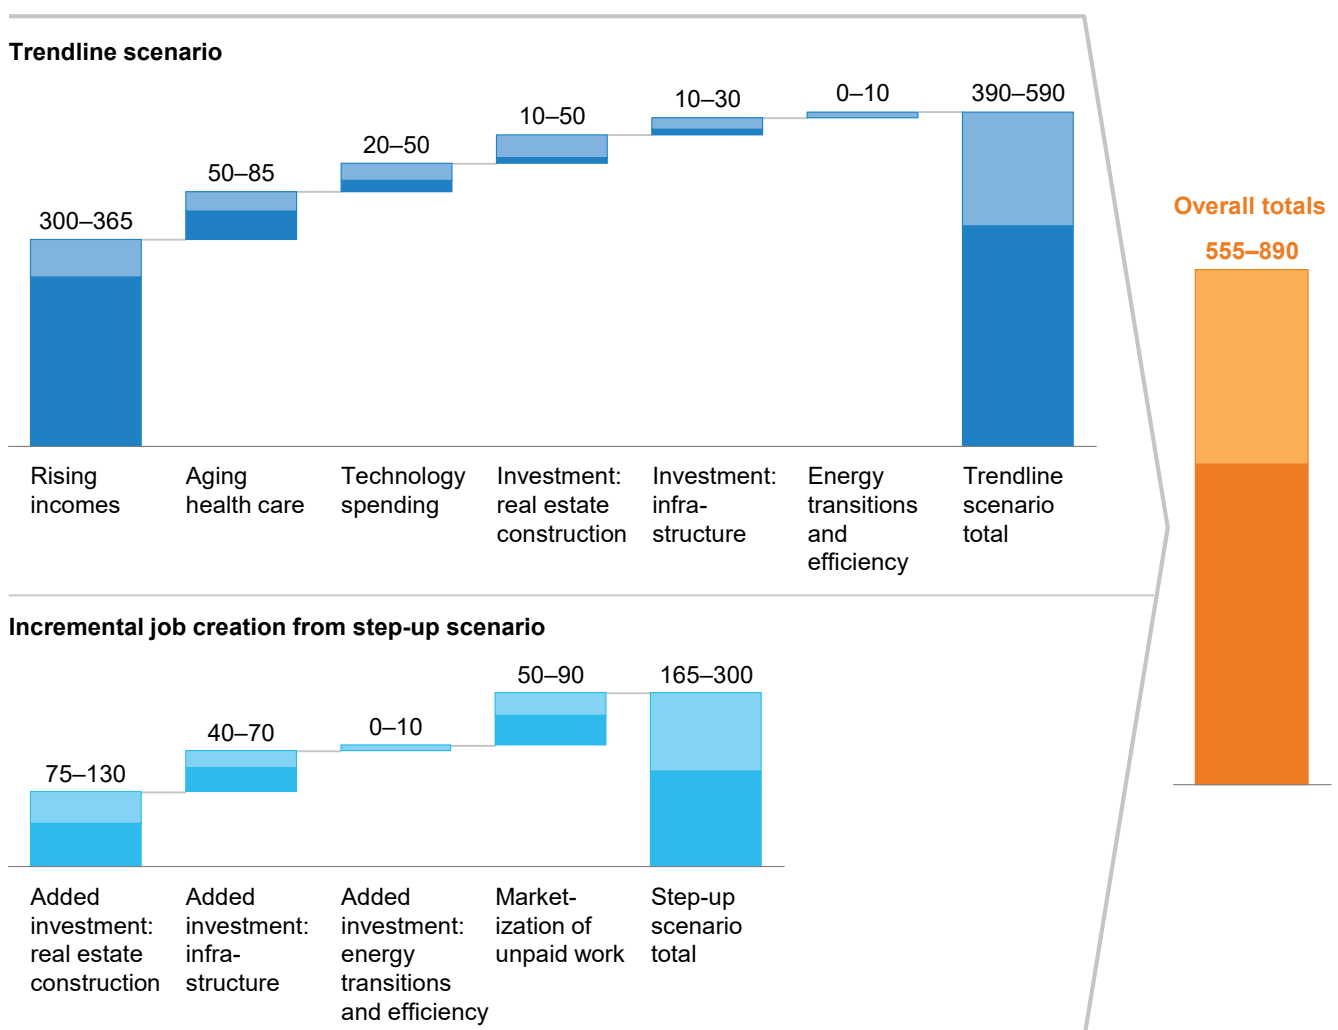 Trendline scenario
300–365
50–85
20–50
10–50
10–30
0–10
390–590
Rising
incomes
Aging
health care
Technology
spending
Investment:
real estate
construction
Investment:
infra-
structure
Energy
transitions
and
efficiency
Trendline
scenario
total
Overall totals
555–890
Incremental job creation from step-up scenario
75–130
40–70
0–10
50–90
165–300
Added
investment:
real estate
construction
Added
investment:
infra-
structure
Added
investment:
energy
transitions
and efficiency
Market-
ization of
unpaid work
Step-up
scenario
total